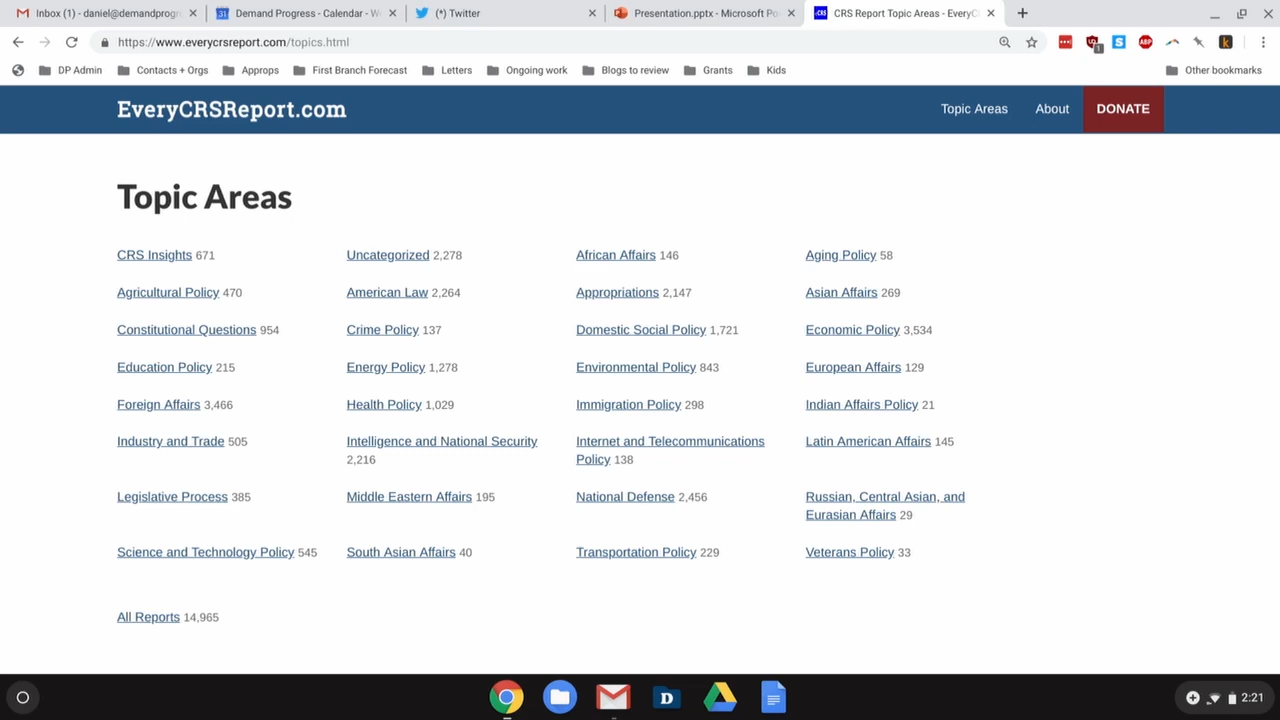 Inbox (1) - daniel@demandprogr
Demand Progress - Calendar - W
(*) Twitter
Presentation.pptx - Microsoft Po
CRS Report Topic Areas - EveryC
https://www.everycrsreport.com/topics.html
DP Admin
Contacts + Orgs
Approps
First Branch Forecast
Letters
Ongoing work
Blogs to review
Grants
Kids
Other bookmarks
EveryCRSReport.com
Topic Areas
About
DONATE
Topic Areas
CRS Insights 671
Uncategorized 2,278
African Affairs 146
Aging Policy 58
Agricultural Policy 470
American Law 2,264
Appropriations 2,147
Asian Affairs 269
Constitutional Questions 954
Crime Policy 137
Domestic Social Policy 1,721
Economic Policy 3,534
Education Policy 215
Energy Policy 1,278
Environmental Policy 843
European Affairs 129
Foreign Affairs 3,466
Health Policy 1,029
Immigration Policy 298
Indian Affairs Policy 21
Industry and Trade 505
Intelligence and National Security
2,216
Internet and Telecommunications
Policy 138
Latin American Affairs 145
Legislative Process 385
Middle Eastern Affairs 195
National Defense 2,456
Russian, Central Asian, and
Eurasian Affairs 29
Science and Technology Policy 545
South Asian Affairs 40
Transportation Policy 229
Veterans Policy 33
All Reports 14,965
2:21